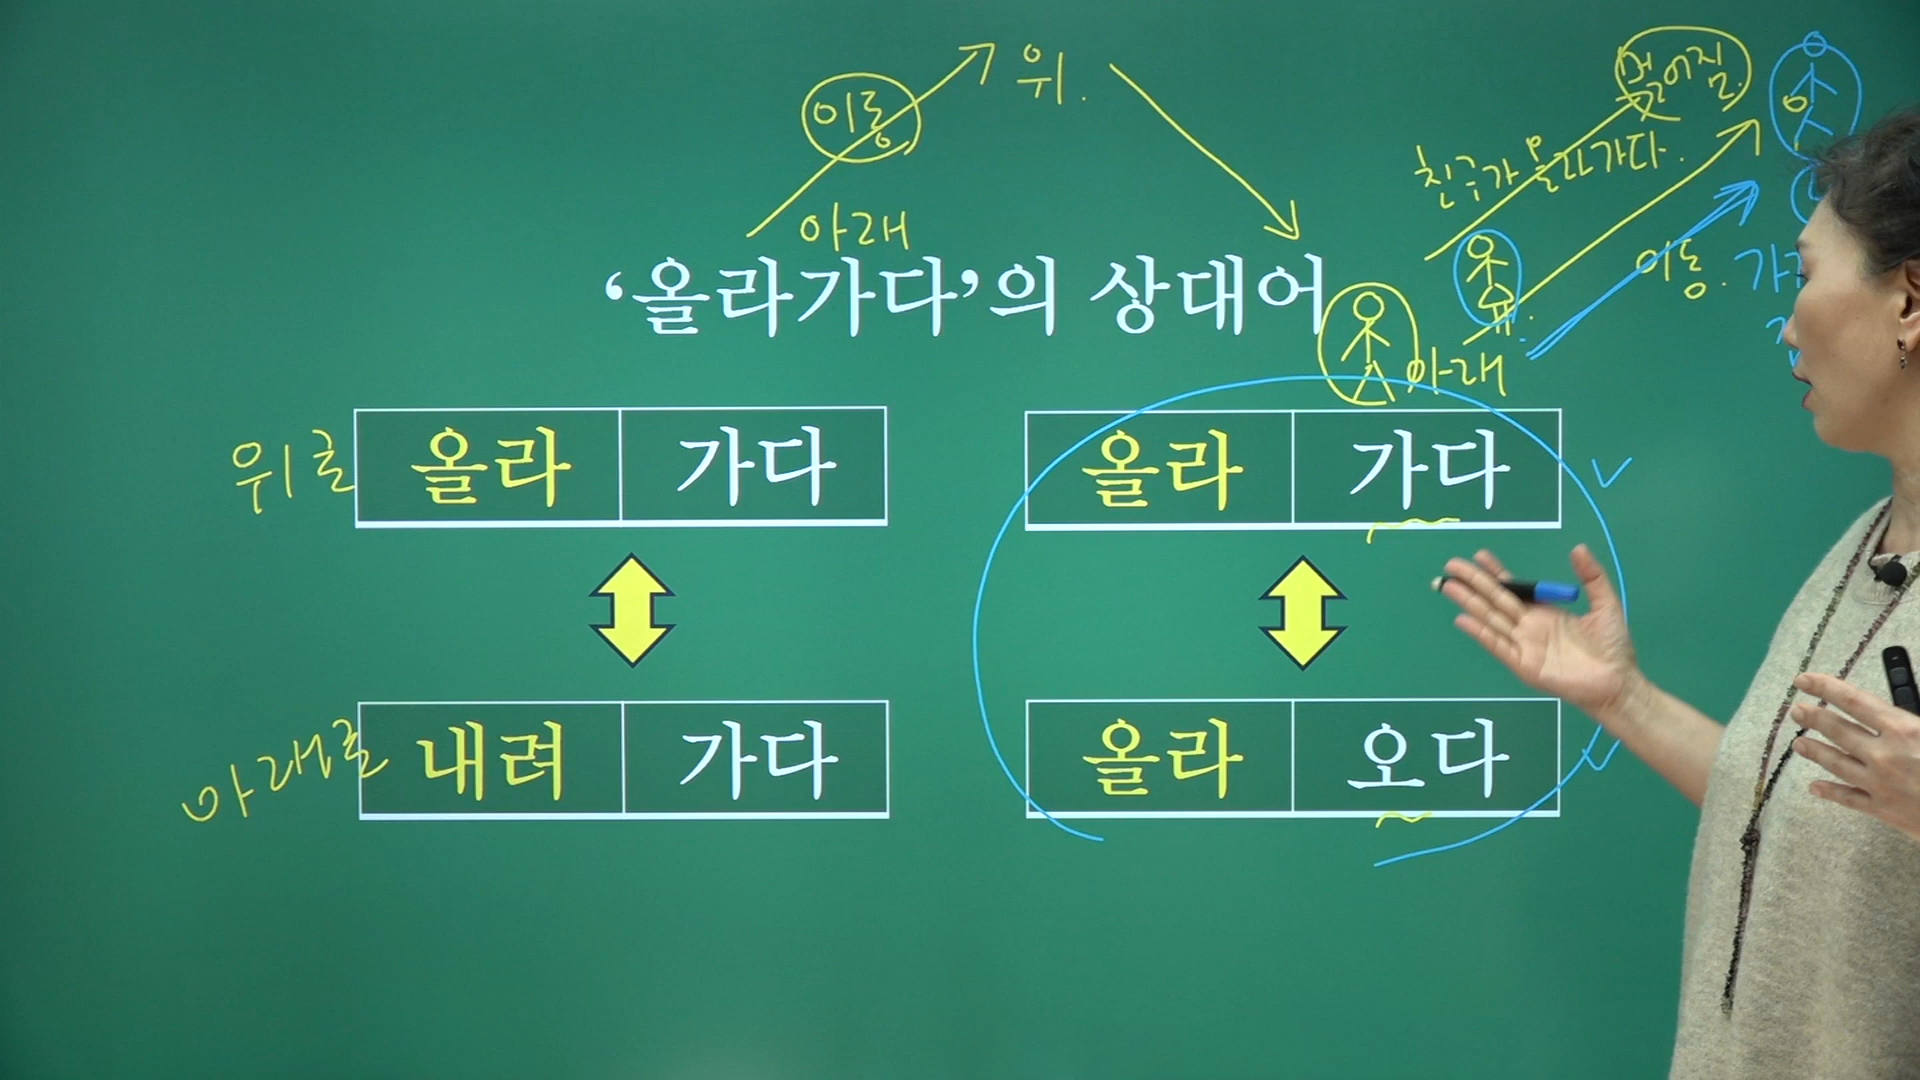 위.
이동
멀어짐.
아래
친구가 올라가다.
이동.
‘올라가다’의 상대어
아래
위로
올라 가다
올라 가다
아래로
내려 가다
올라 오다